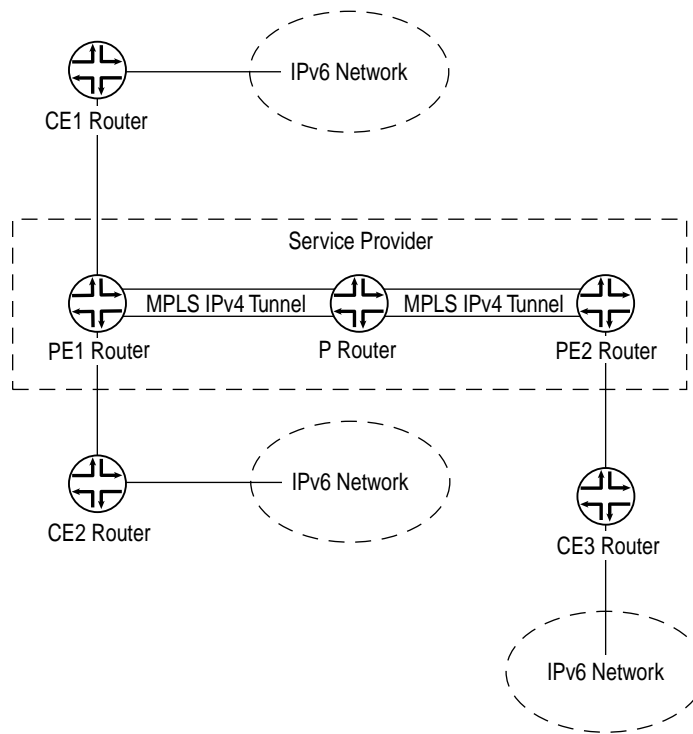 IPv6 Network
CE1 Router
Service Provider
MPLS IPv4 Tunnel
MPLS IPv4 Tunnel
PE1 Router
P Router
PE2 Router
IPv6 Network
CE2 Router
CE3 Router
IPv6 Network